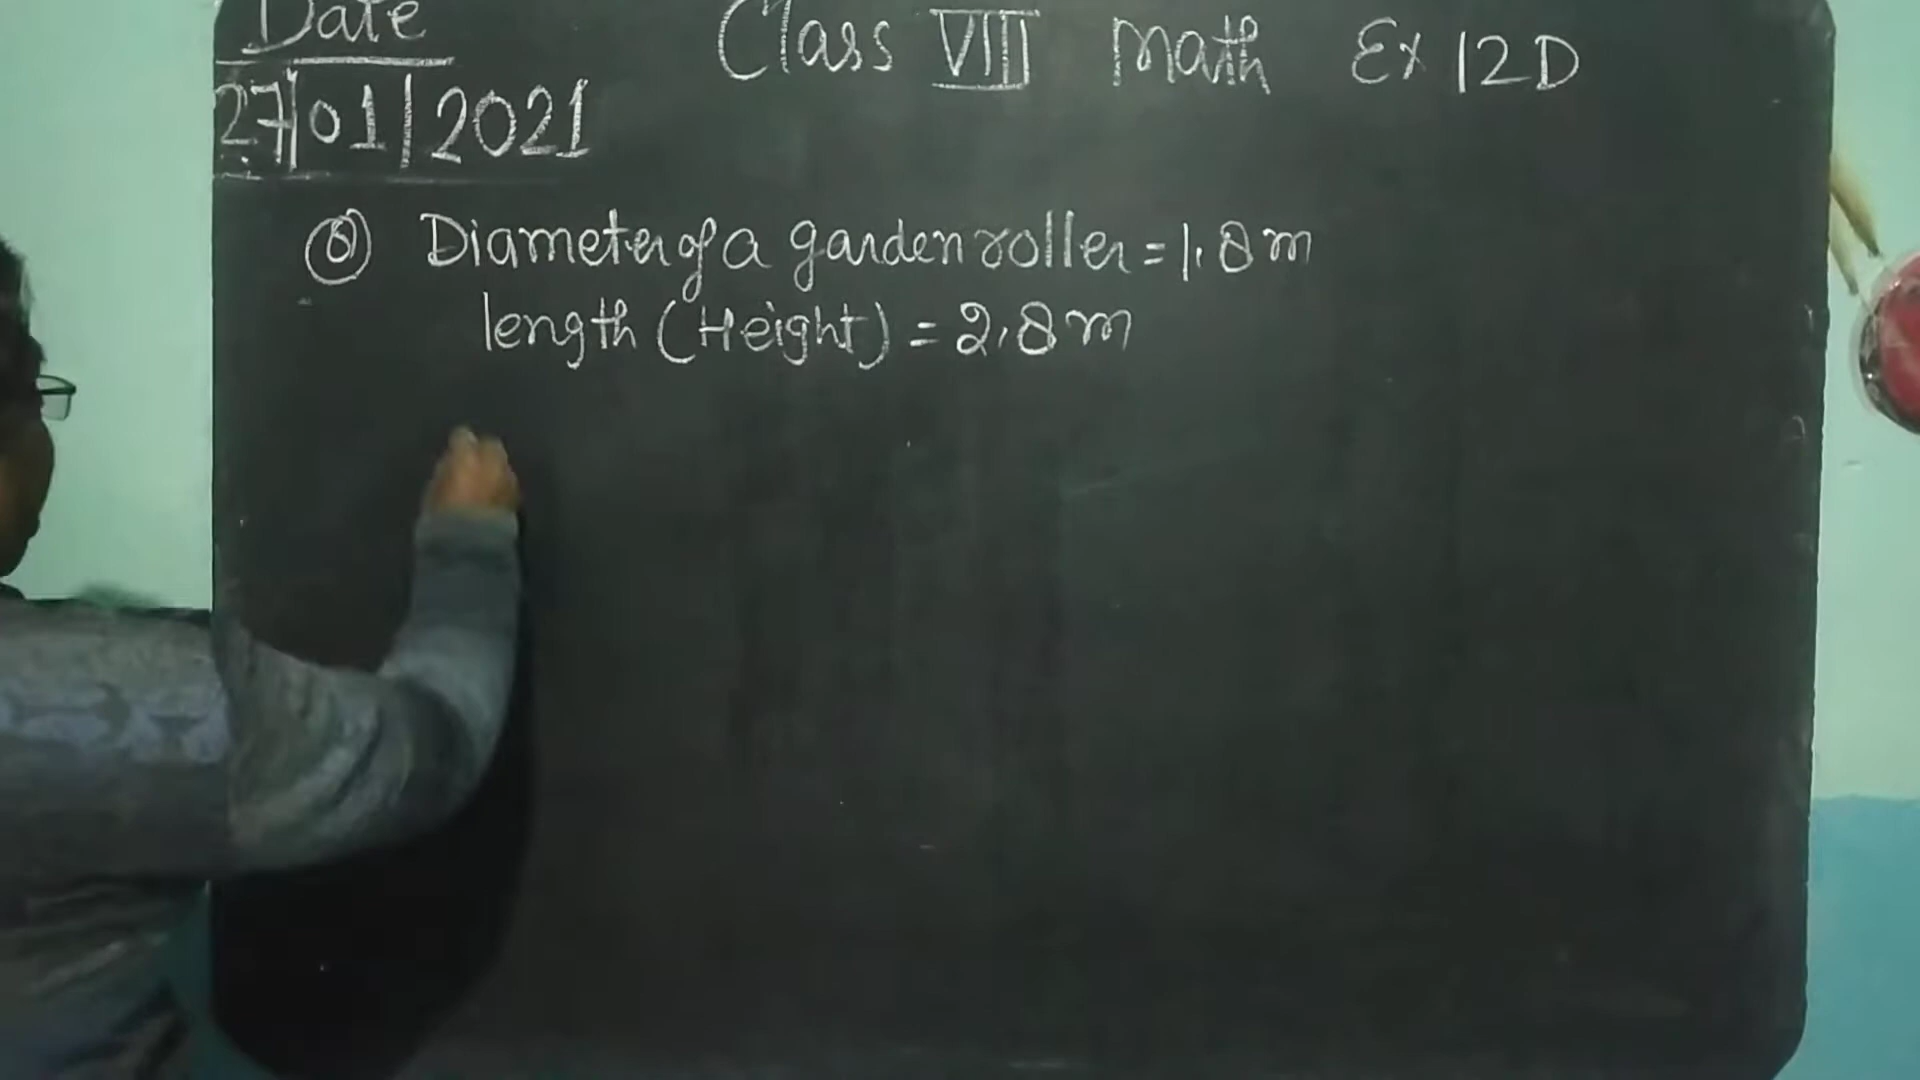 Date
Class VIII Math Ex 12D
27/01/2021
Diameter of a garden roller = 1.8 m
length (Height) = 2.8 m